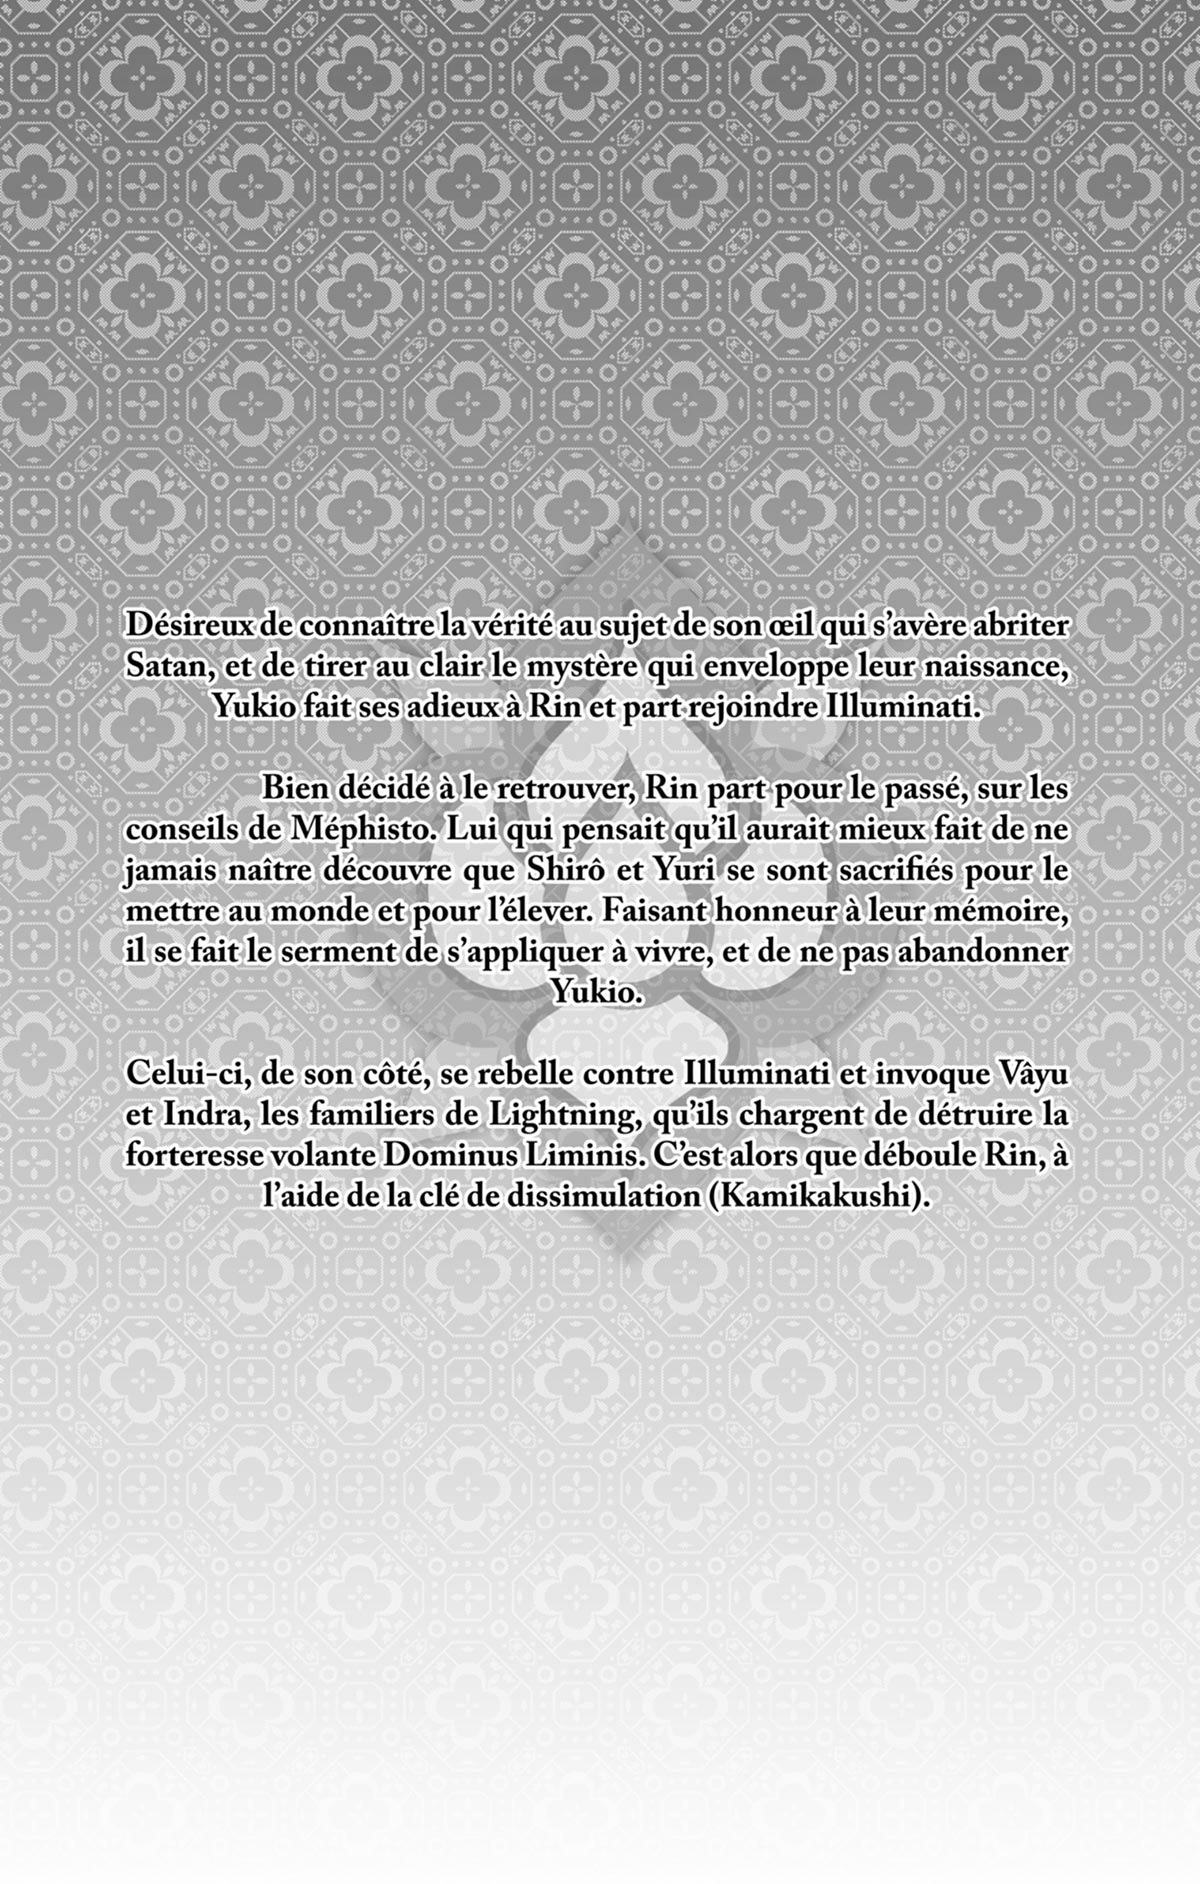 Désireux de connaître la vérité au sujet de son œil qui s’avère abriter
Satan, et de tirer au clair le mystère qui enveloppe leur naissance,
Yukio fait ses adieux à Rin et part rejoindre Illuminati.
Bien décidé à le retrouver, Rin part pour le passé, sur les
conseils de Méphisto. Lui qui pensait qu’il aurait mieux fait de ne
jamais naître découvre que Shirô et Yuri se sont sacrifiés pour le
mettre au monde et pour l’élever. Faisant honneur à leur mémoire,
il se fait le serment de s’appliquer à vivre, et de ne pas abandonner
Yukio.
Celui-ci, de son côté, se rebelle contre Illuminati et invoque Vâyu
et Indra, les familiers de Lightning, qu’ils chargent de détruire la
forteresse volante Dominus Liminis. C’est alors que déboule Rin, à
l’aide de la clé de dissimulation (Kamikakushi).